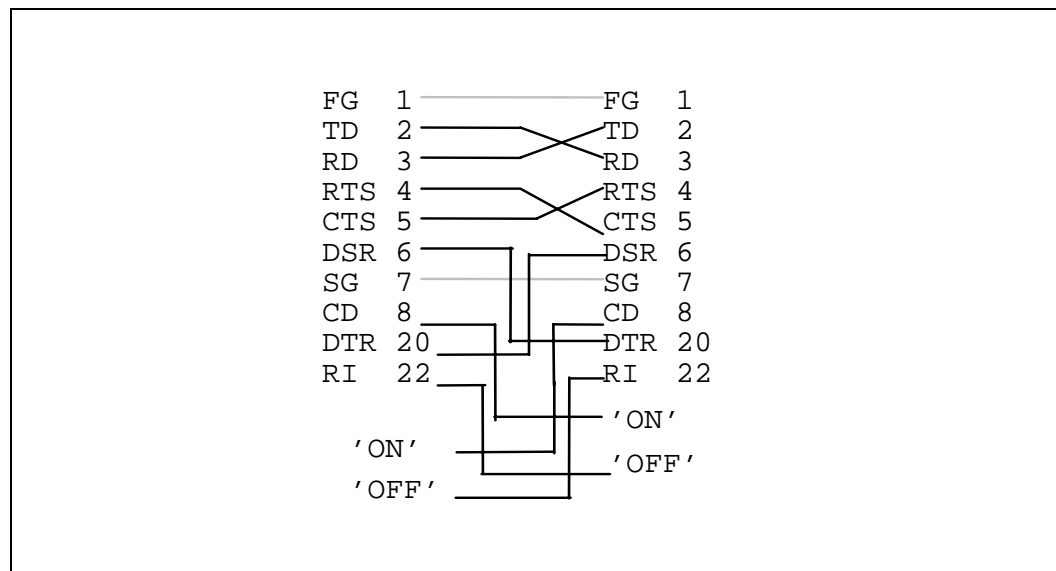 FG 1 FG 1
TD 2 TD 2
RD 3 RD 3
RTS 4 RTS 4
CTS 5 CTS 5
DSR 6 DSR 6
SG 7 SG 7
CD 8 CD 8
DTR 20 DTR 20
RI 22 RI 22
'ON'
'ON'
'OFF'
'OFF'